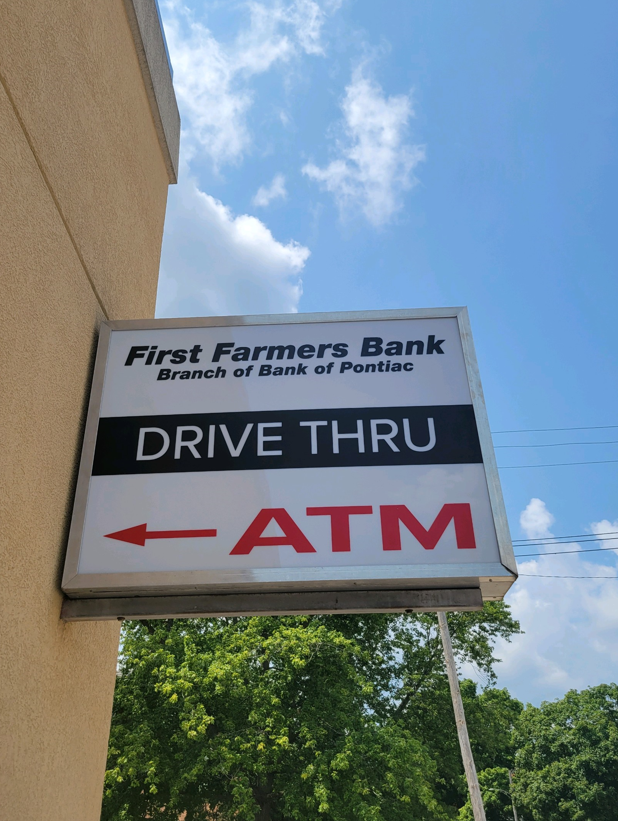 First Farmers Bank
Branch of Bank of Pontiac
DRIVE THRU
ATM